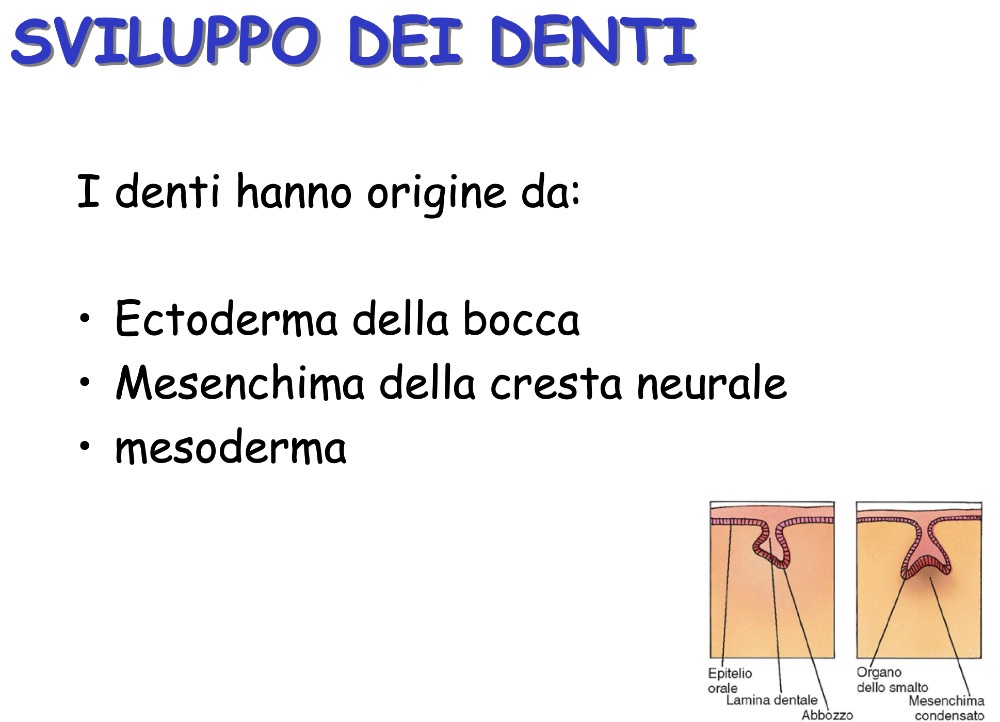 SVILUPPO DEI DENTI
I denti hanno origine da:
• Ectoderma della bocca
• Mesenchima della cresta neurale
• mesoderma
Epitelio
orale
Lamina dentale
Abbozzo
Organo
dello smalto
Mesenchima
condensato